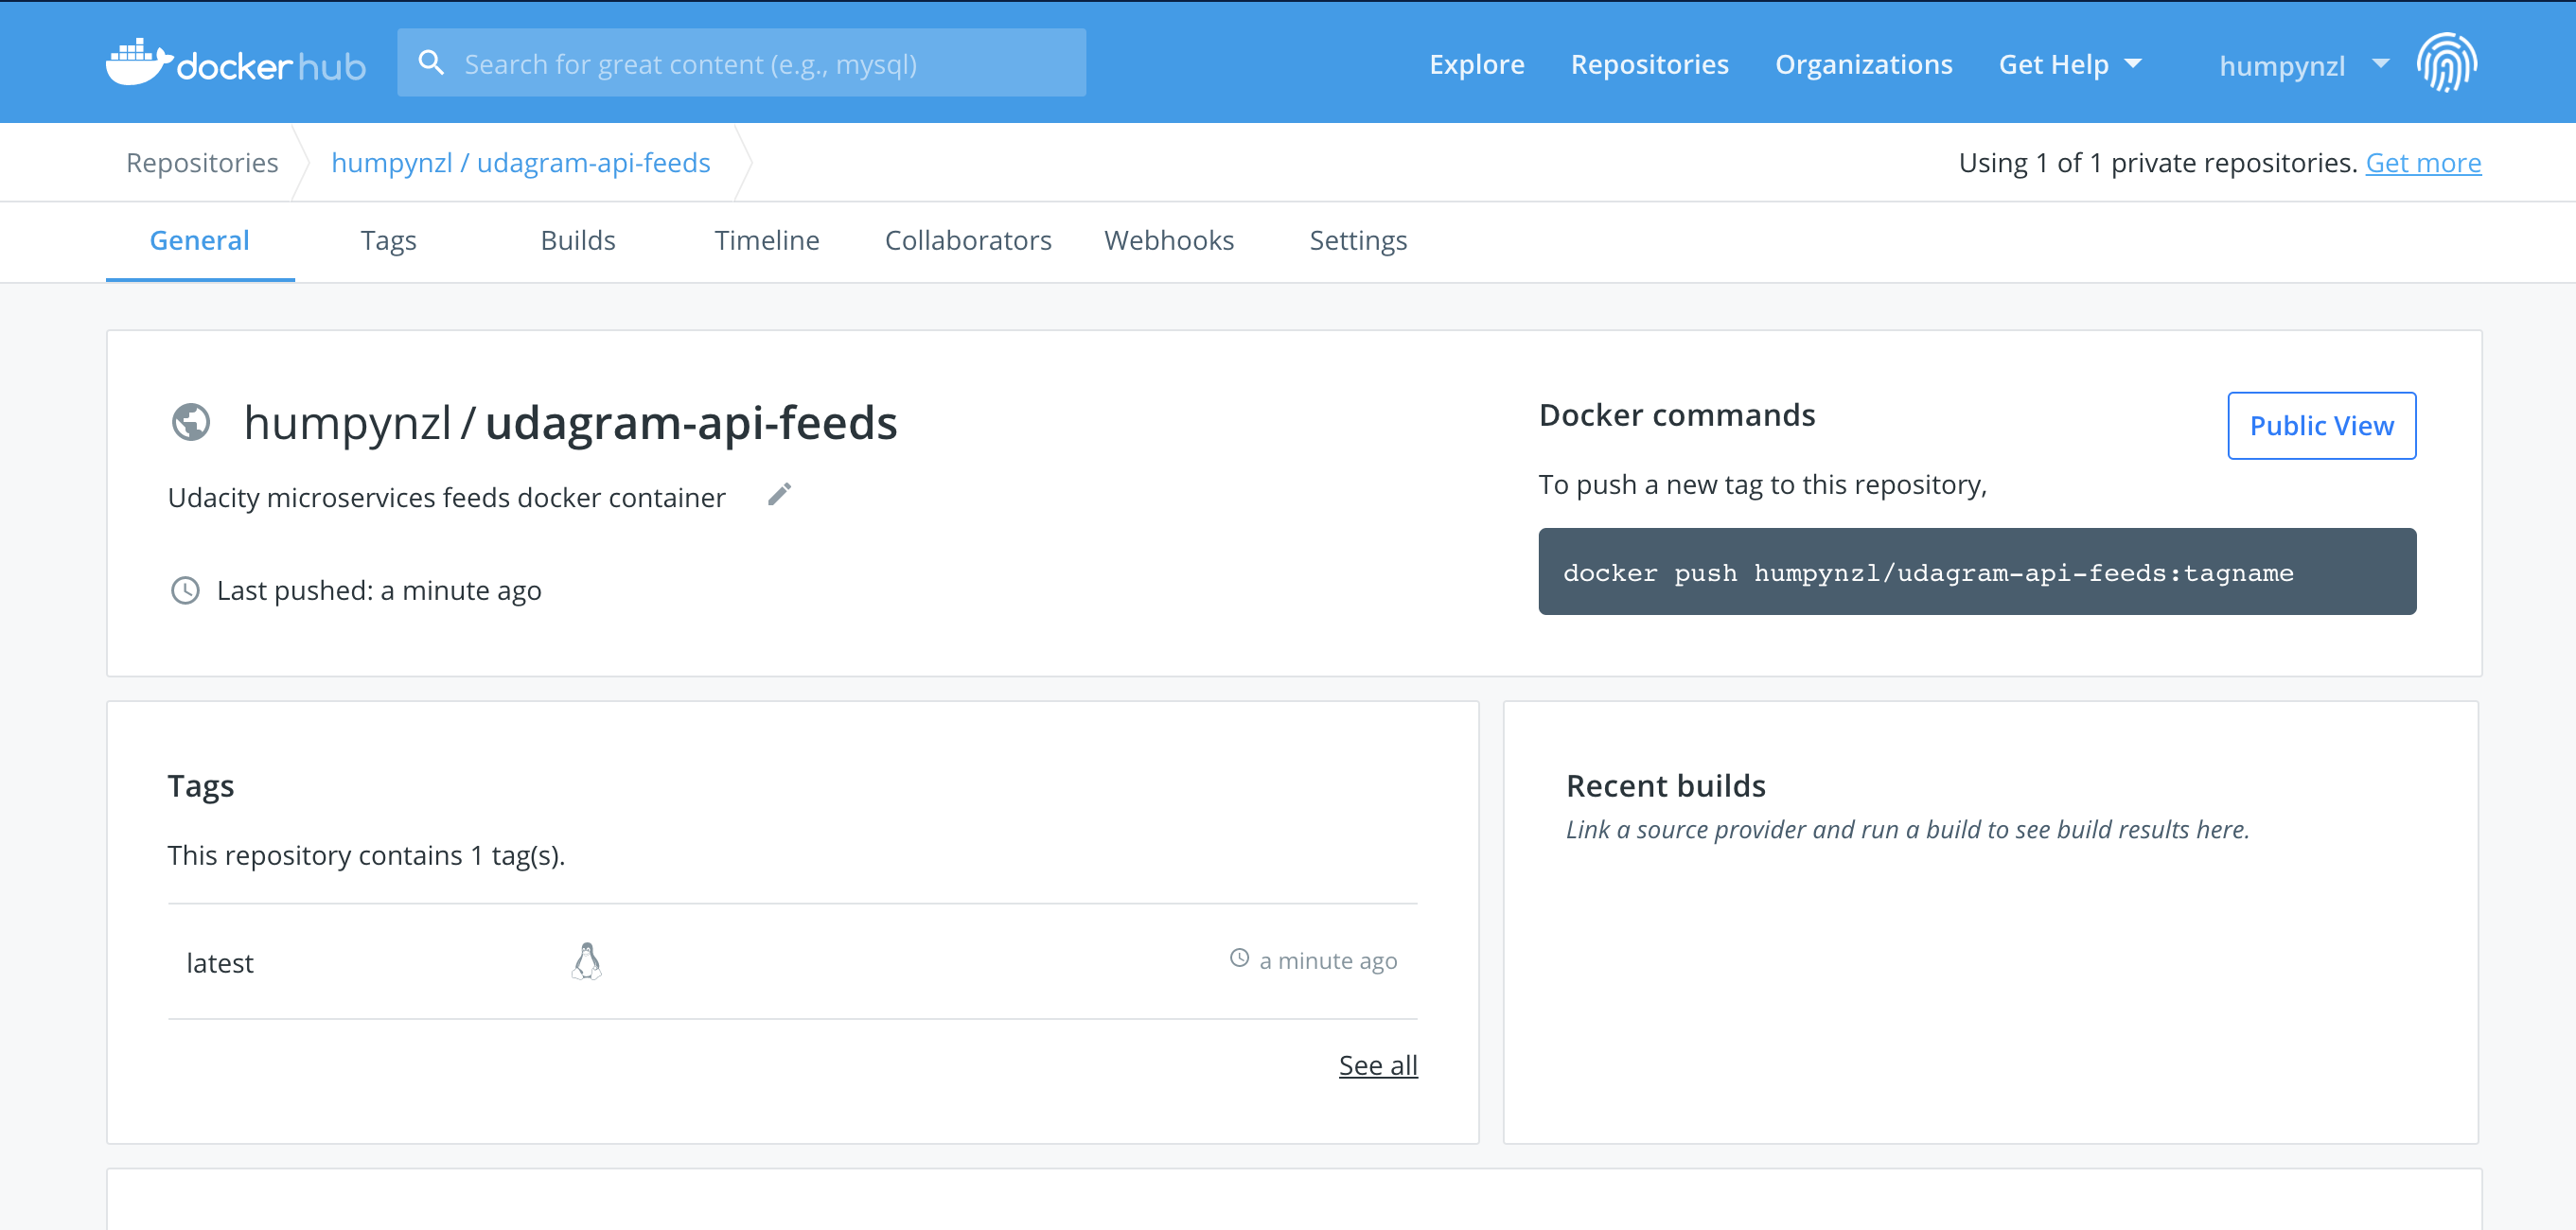 docker hub
Search for great content (e.g., mysql)
Explore Repositories Organizations Get Help humpynzl
Repositories humpynzl / udagram-api-feeds Using 1 of 1 private repositories. Get more
General Tags Builds Timeline Collaborators Webhooks Settings
humpynzl / udagram-api-feeds
Udacity microservices feeds docker container
Last pushed: a minute ago
Docker commands
Public View
To push a new tag to this repository,
docker push humpynzl/udagram-api-feeds:tagname
Tags
This repository contains 1 tag(s).
latest a minute ago
See all
Recent builds
Link a source provider and run a build to see build results here.